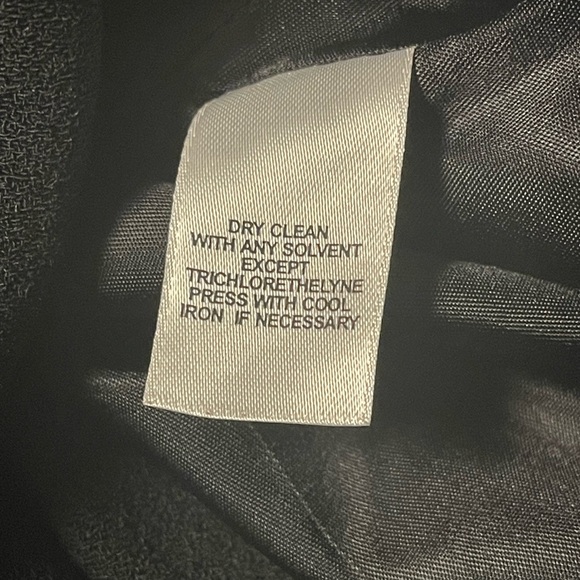 DRY CLEAN
WITH ANY SOLVENT
EXCEPT
TRICHLORETHELYNE
PRESS WITH COOL
IRON IF NECESSARY